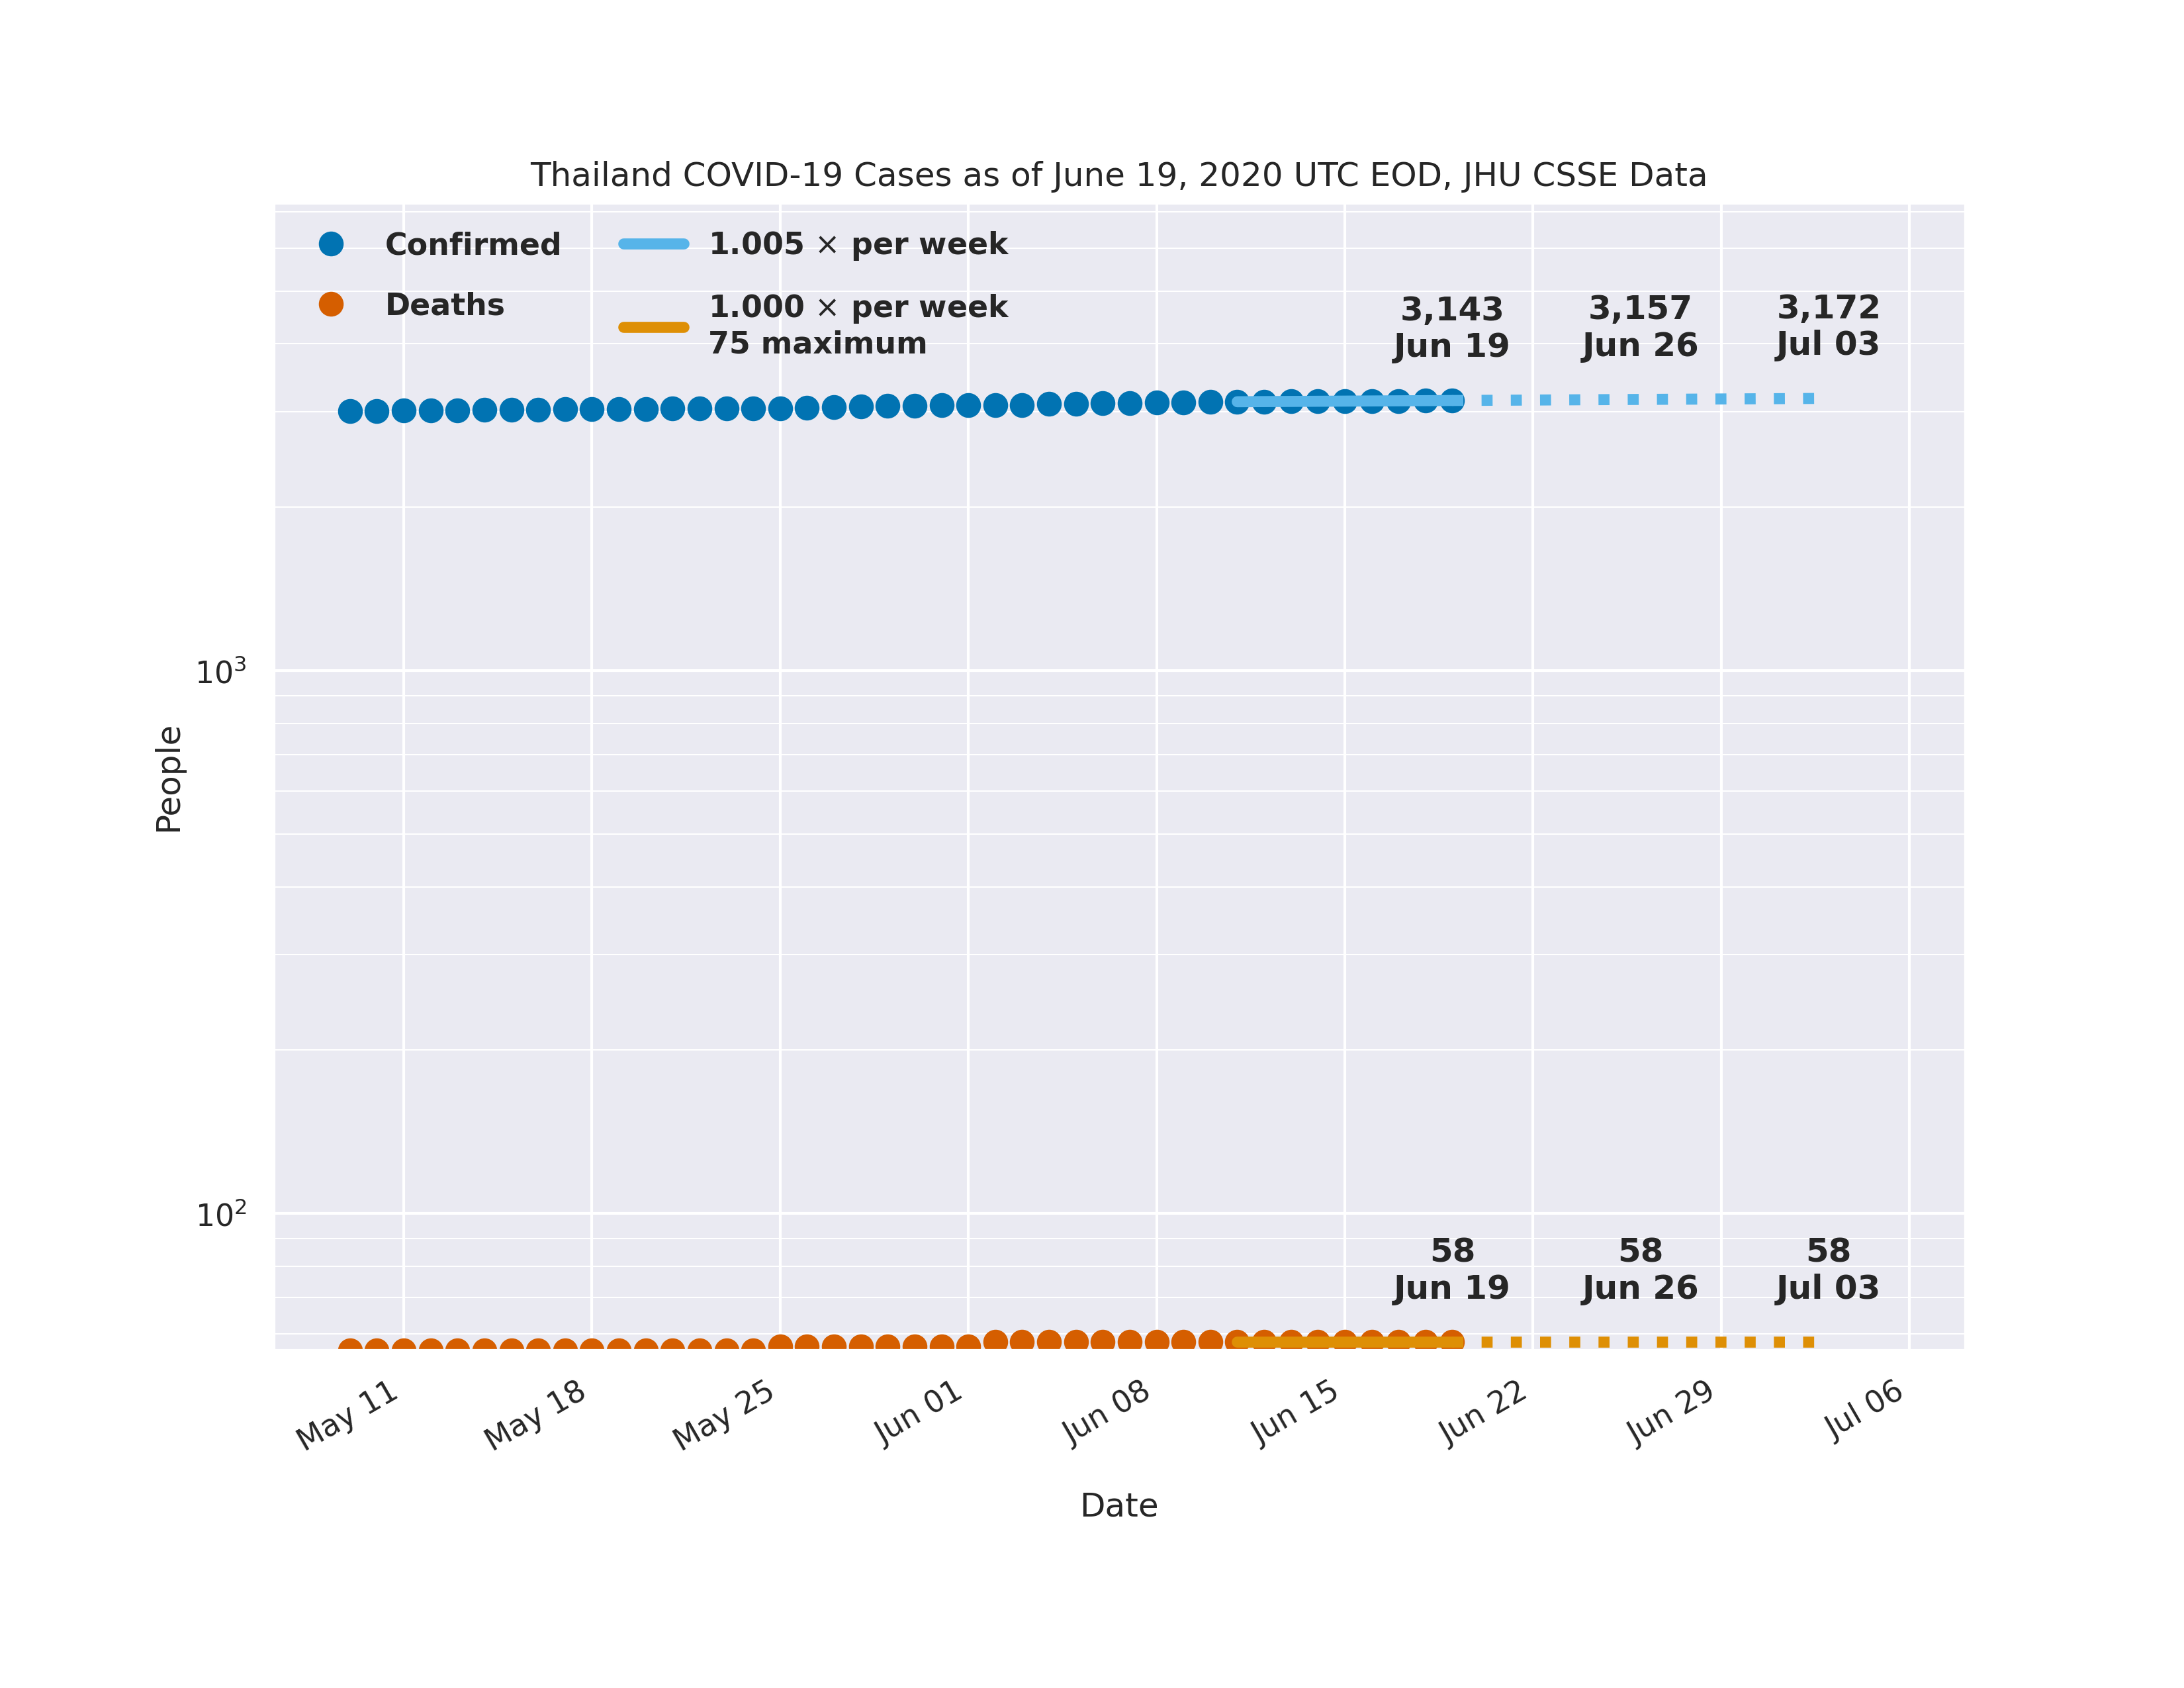 Thailand COVID-19 Cases as of June 19, 2020 UTC EOD, JHU CSSE Data
Confirmed
Deaths
1.005 × per week
1.000 × per week
75 maximum
3,143
Jun 19
3,157
Jun 26
3,172
Jul 03
10³
People
10²
58
Jun 19
58
Jun 26
58
Jul 03
May 11
May 18
May 25
Jun 01
Jun 08
Jun 15
Jun 22
Jun 29
Jul 06
Date